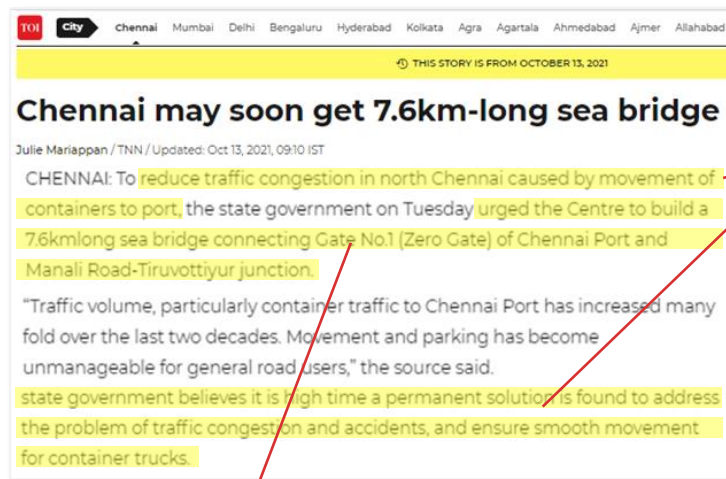 TOI City Chennai Mumbai Delhi Bengaluru Hyderabad Kolkata Agra Agartala Ahmedabad Ajmer Allahabad
THIS STORY IS FROM OCTOBER 13, 2021
Chennai may soon get 7.6km-long sea bridge
Julie Mariappan / TNN / Updated: Oct 13, 2021, 09:10 IST
CHENNAI: To reduce traffic congestion in north Chennai caused by movement of
containers to port, the state government on Tuesday urged the Centre to build a
7.6kmlong sea bridge connecting Gate No.1 (Zero Gate) of Chennai Port and
Manali Road-Tiruvottiyur junction.
“Traffic volume, particularly container traffic to Chennai Port has increased many
fold over the last two decades. Movement and parking has become
unmanageable for general road users,” the source said.
state government believes it is high time a permanent solution is found to address
the problem of traffic congestion and accidents, and ensure smooth movement
for container trucks.